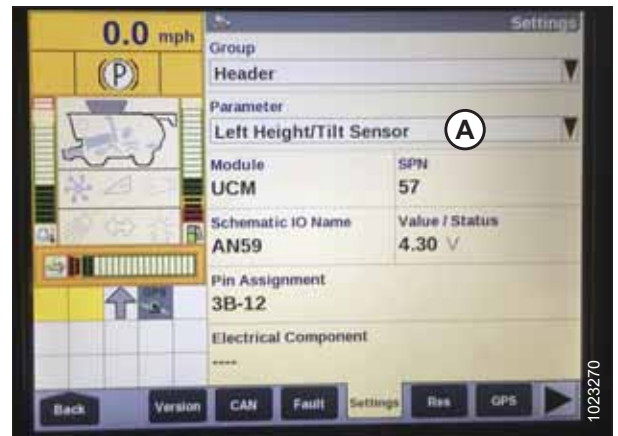 0.0 mph
(P)
Settings
Group
Header
Parameter
Left Height/Tilt Sensor
A
Module
UCM
SPN
57
Schematic IO Name
AN59
Value / Status
4.30 V
Pin Assignment
3B-12
Electrical Component
----
Back
Version
CAN
Fault
Settings
Res
GPS
1023270